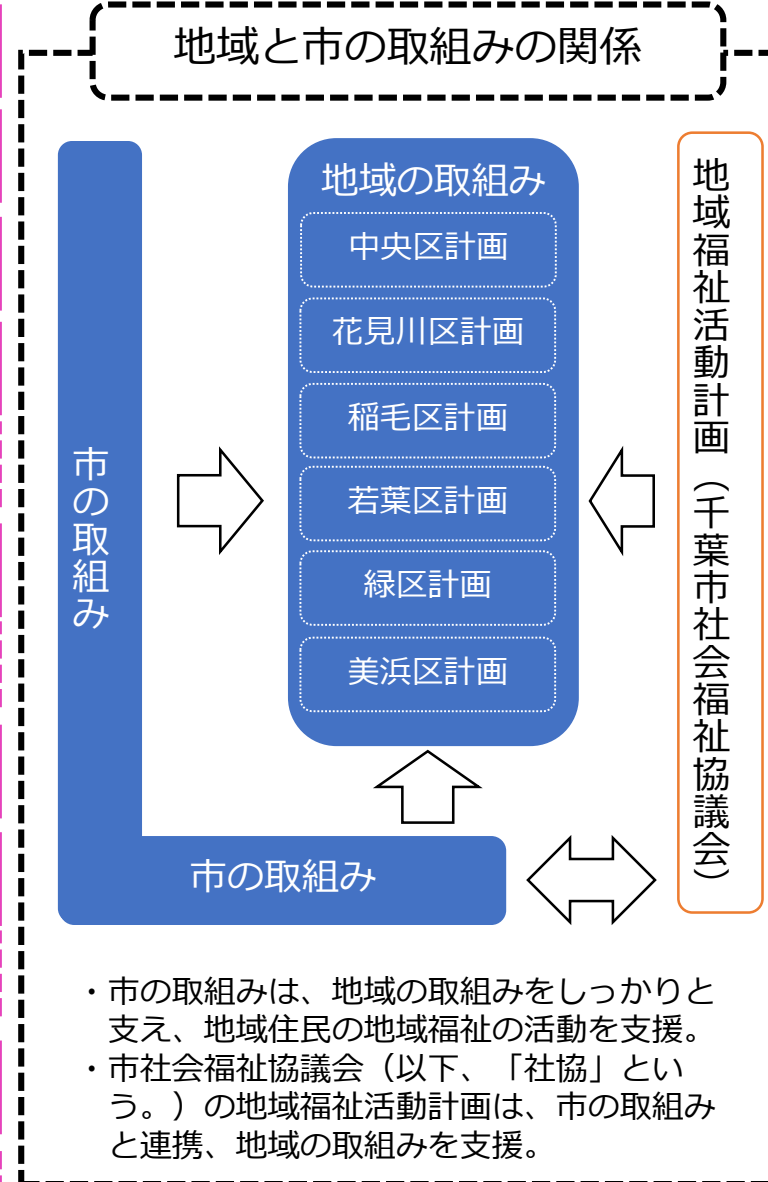 地域と市の取組みの関係
市の取組み
地域の取組み
中央区計画
花見川区計画
稲毛区計画
若葉区計画
緑区計画
美浜区計画
地域福祉活動計画（千葉市社会福祉協議会）
市の取組み
・市の取組みは、地域の取組みをしっかりと
支え、地域住民の地域福祉の活動を支援。
・市社会福祉協議会（以下、「社協」とい
う。）の地域福祉活動計画は、市の取組み
と連携、地域の取組みを支援。